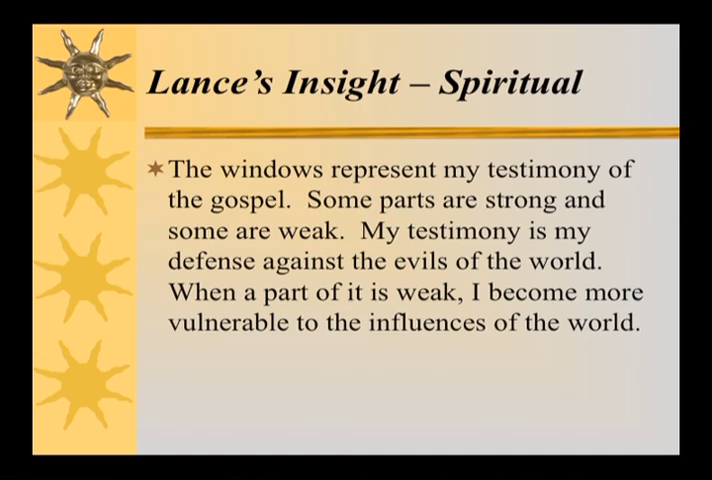 Lance's Insight – Spiritual
The windows represent my testimony of
the gospel.  Some parts are strong and
some are weak.  My testimony is my
defense against the evils of the world.
When a part of it is weak, I become more
vulnerable to the influences of the world.